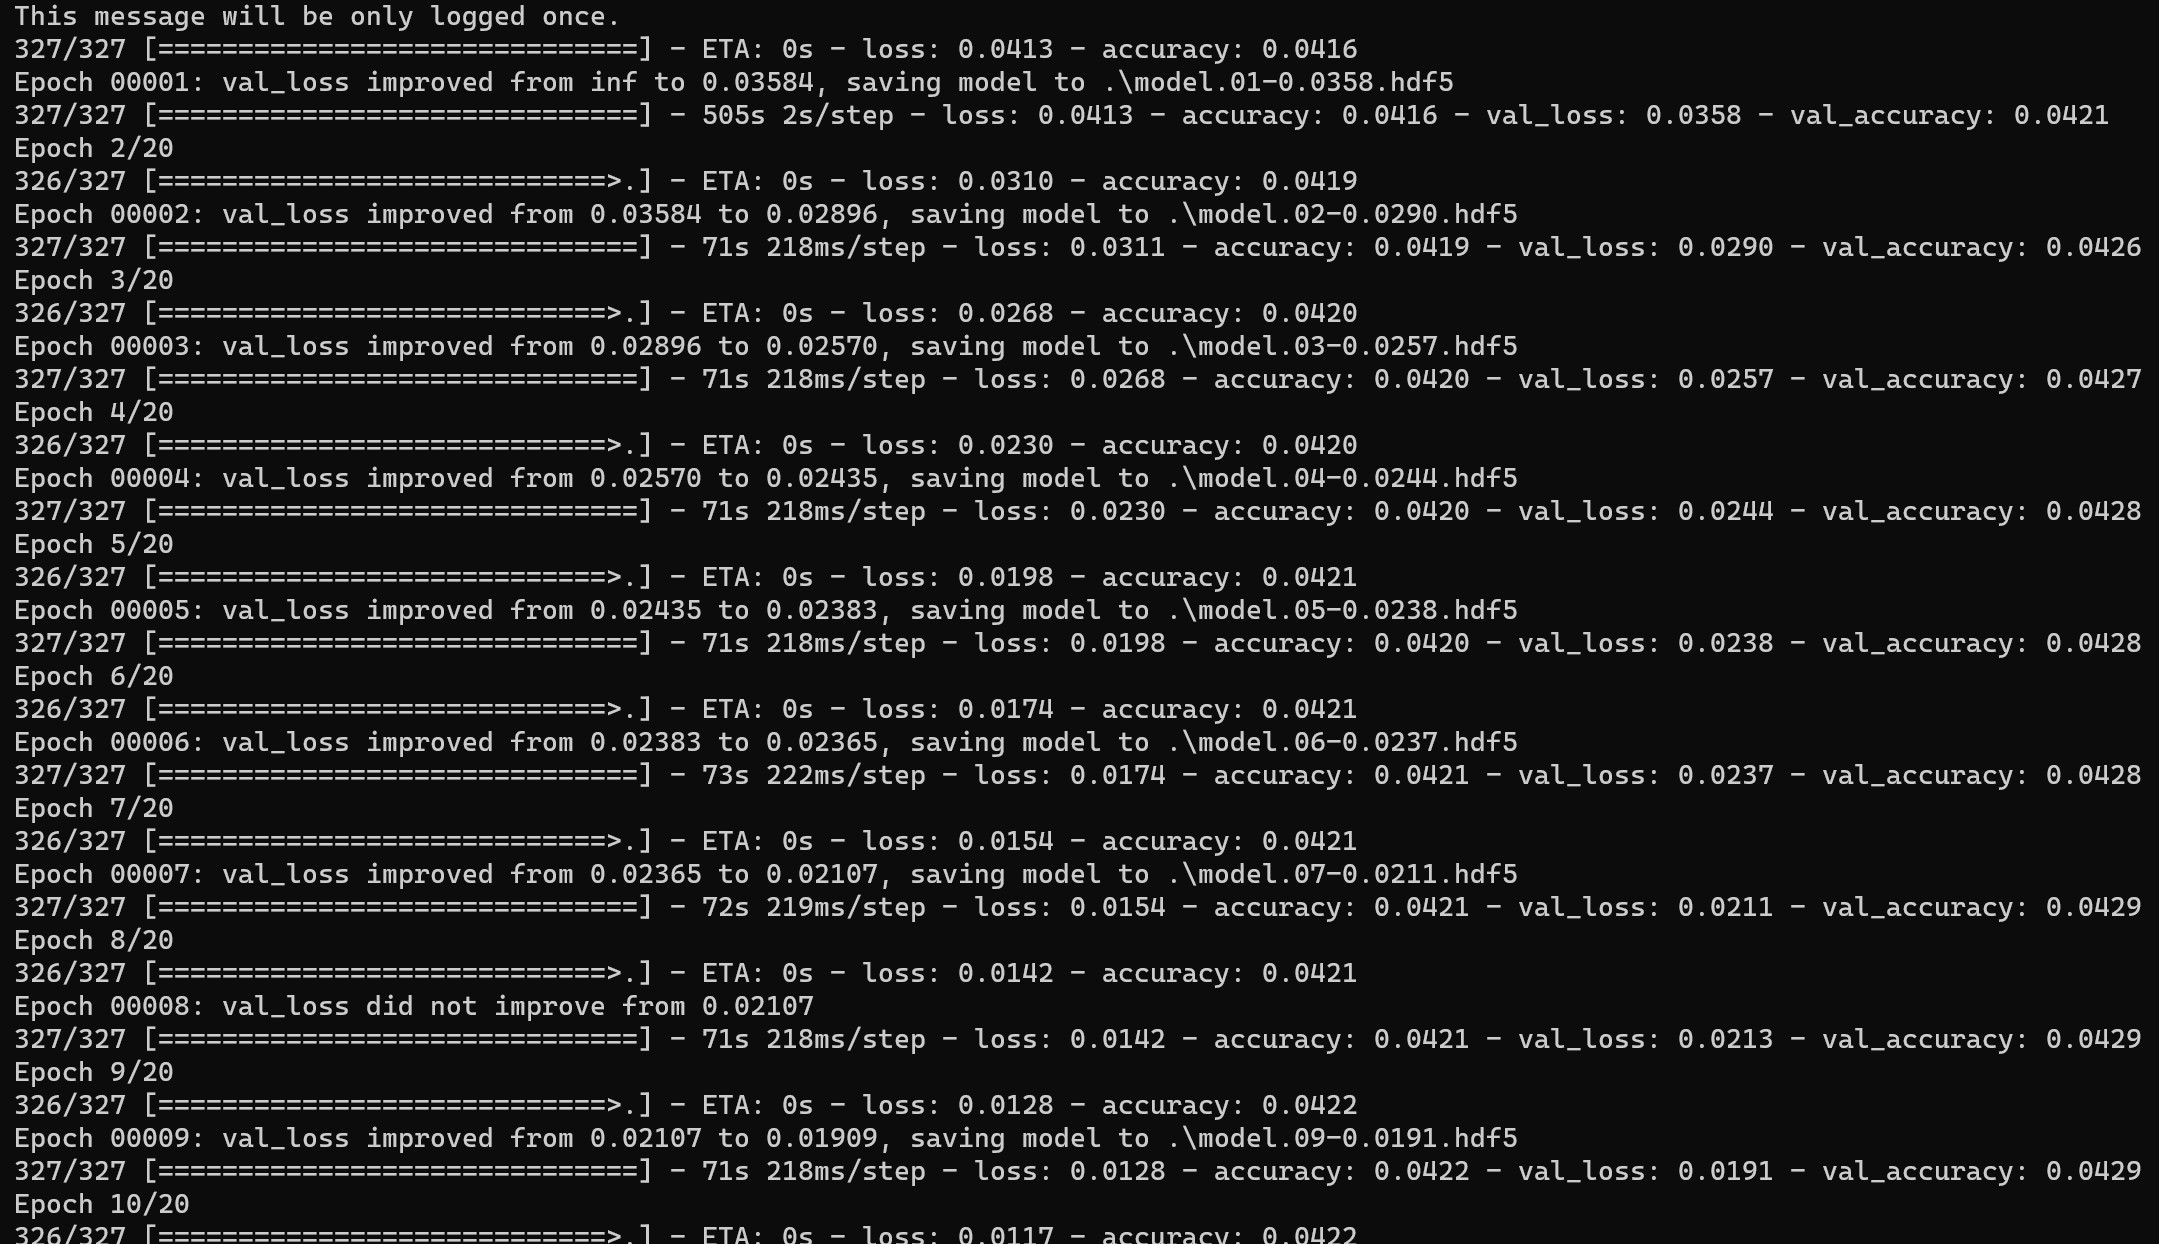 This message will be only logged once.
327/327 [==============================] - ETA: 0s - loss: 0.0413 - accuracy: 0.0416
Epoch 00001: val_loss improved from inf to 0.03584, saving model to .\model.01-0.0358.hdf5
327/327 [==============================] - 505s 2s/step - loss: 0.0413 - accuracy: 0.0416 - val_loss: 0.0358 - val_accuracy: 0.0421
Epoch 2/20
326/327 [============================>.] - ETA: 0s - loss: 0.0310 - accuracy: 0.0419
Epoch 00002: val_loss improved from 0.03584 to 0.02896, saving model to .\model.02-0.0290.hdf5
327/327 [==============================] - 71s 218ms/step - loss: 0.0311 - accuracy: 0.0419 - val_loss: 0.0290 - val_accuracy: 0.0426
Epoch 3/20
326/327 [============================>.] - ETA: 0s - loss: 0.0268 - accuracy: 0.0420
Epoch 00003: val_loss improved from 0.02896 to 0.02570, saving model to .\model.03-0.0257.hdf5
327/327 [==============================] - 71s 218ms/step - loss: 0.0268 - accuracy: 0.0420 - val_loss: 0.0257 - val_accuracy: 0.0427
Epoch 4/20
326/327 [============================>.] - ETA: 0s - loss: 0.0230 - accuracy: 0.0420
Epoch 00004: val_loss improved from 0.02570 to 0.02435, saving model to .\model.04-0.0244.hdf5
327/327 [==============================] - 71s 218ms/step - loss: 0.0230 - accuracy: 0.0420 - val_loss: 0.0244 - val_accuracy: 0.0428
Epoch 5/20
326/327 [============================>.] - ETA: 0s - loss: 0.0198 - accuracy: 0.0421
Epoch 00005: val_loss improved from 0.02435 to 0.02383, saving model to .\model.05-0.0238.hdf5
327/327 [==============================] - 71s 218ms/step - loss: 0.0198 - accuracy: 0.0420 - val_loss: 0.0238 - val_accuracy: 0.0428
Epoch 6/20
326/327 [============================>.] - ETA: 0s - loss: 0.0174 - accuracy: 0.0421
Epoch 00006: val_loss improved from 0.02383 to 0.02365, saving model to .\model.06-0.0237.hdf5
327/327 [==============================] - 73s 222ms/step - loss: 0.0174 - accuracy: 0.0421 - val_loss: 0.0237 - val_accuracy: 0.0428
Epoch 7/20
326/327 [============================>.] - ETA: 0s - loss: 0.0154 - accuracy: 0.0421
Epoch 00007: val_loss improved from 0.02365 to 0.02107, saving model to .\model.07-0.0211.hdf5
327/327 [==============================] - 72s 219ms/step - loss: 0.0154 - accuracy: 0.0421 - val_loss: 0.0211 - val_accuracy: 0.0429
Epoch 8/20
326/327 [============================>.] - ETA: 0s - loss: 0.0142 - accuracy: 0.0421
Epoch 00008: val_loss did not improve from 0.02107
327/327 [==============================] - 71s 218ms/step - loss: 0.0142 - accuracy: 0.0421 - val_loss: 0.0213 - val_accuracy: 0.0429
Epoch 9/20
326/327 [============================>.] - ETA: 0s - loss: 0.0128 - accuracy: 0.0422
Epoch 00009: val_loss improved from 0.02107 to 0.01909, saving model to .\model.09-0.0191.hdf5
327/327 [==============================] - 71s 218ms/step - loss: 0.0128 - accuracy: 0.0422 - val_loss: 0.0191 - val_accuracy: 0.0429
Epoch 10/20
326/327 [============================>.] - ETA: 0s - loss: 0.0117 - accuracy: 0.0422